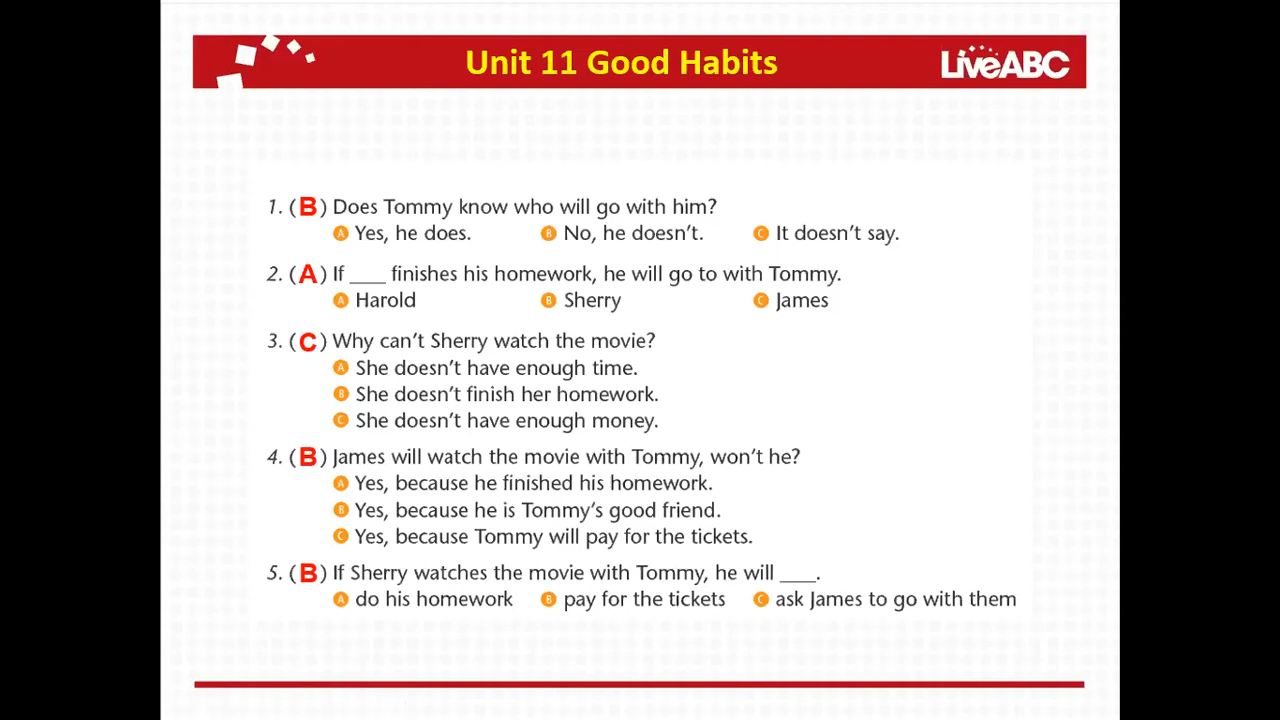 Unit 11 Good Habits
LiveABC
1. (B) Does Tommy know who will go with him?
A Yes, he does. B No, he doesn't. C It doesn't say.
2. (A) If ___ finishes his homework, he will go to with Tommy.
A Harold B Sherry C James
3. (C) Why can't Sherry watch the movie?
A She doesn't have enough time.
B She doesn't finish her homework.
C She doesn't have enough money.
4. (B) James will watch the movie with Tommy, won't he?
A Yes, because he finished his homework.
B Yes, because he is Tommy's good friend.
C Yes, because Tommy will pay for the tickets.
5. (B) If Sherry watches the movie with Tommy, he will ___.
A do his homework B pay for the tickets C ask James to go with them